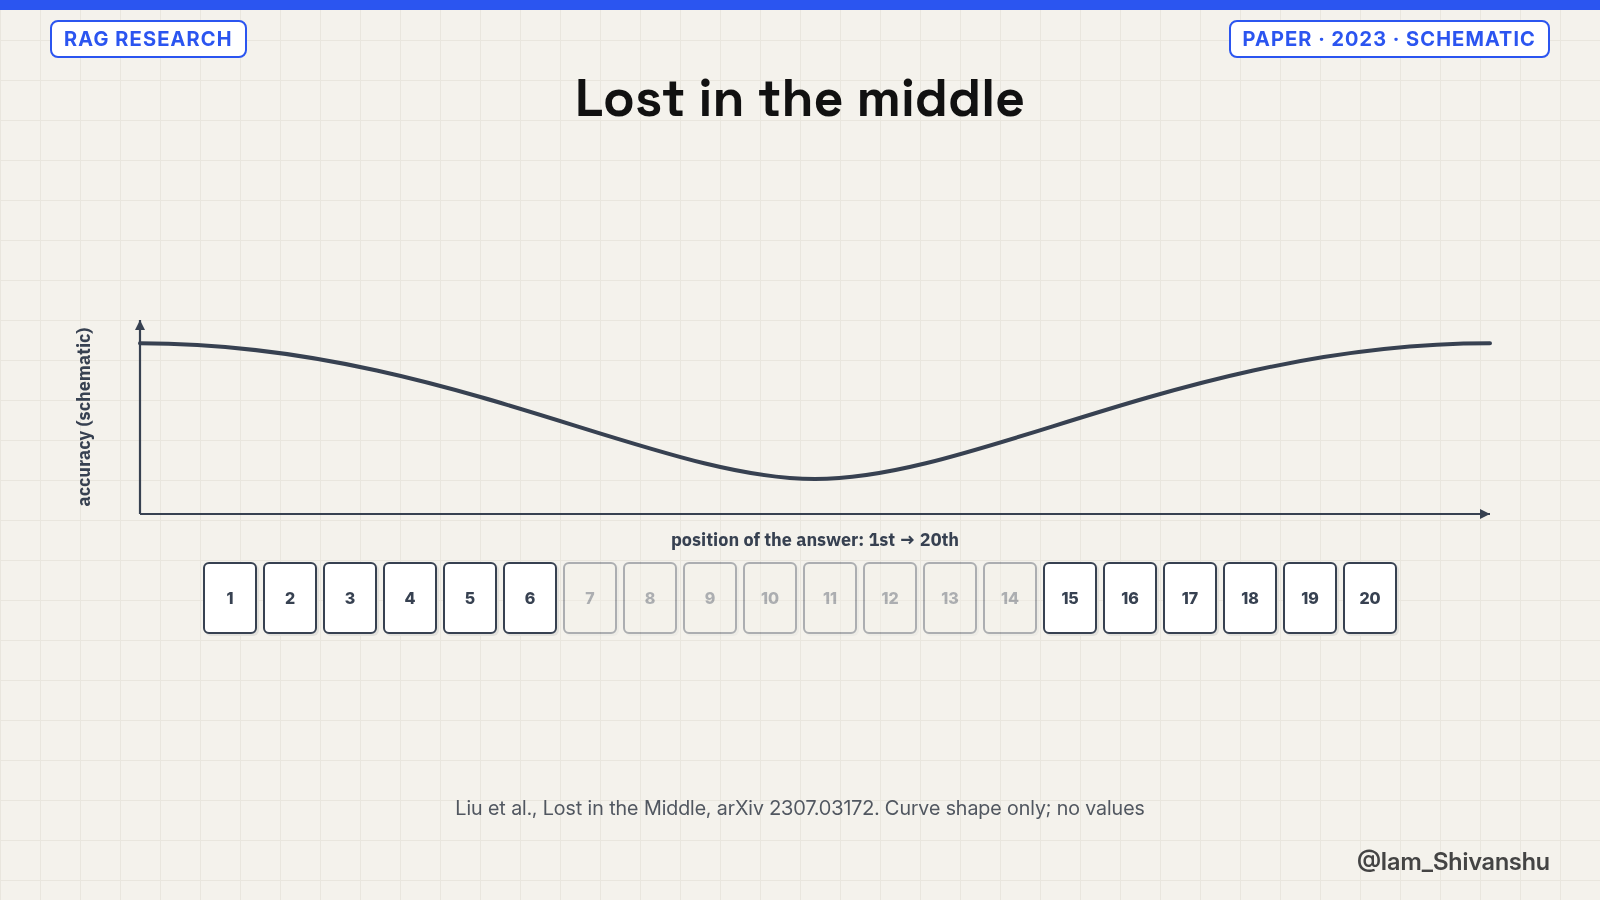 RAG RESEARCH
PAPER · 2023 · SCHEMATIC
Lost in the middle
accuracy (schematic)
position of the answer: 1st → 20th
1 2 3 4 5 6 7 8 9 10 11 12 13 14 15 16 17 18 19 20
Liu et al., Lost in the Middle, arXiv 2307.03172. Curve shape only; no values
@Iam_Shivanshu